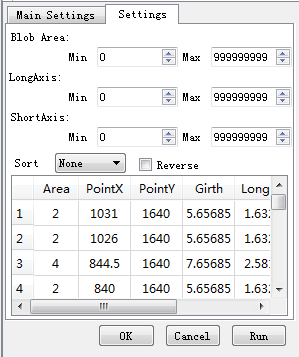 Main Settings Settings
Blob Area:
Min 0 Max 999999999
LongAxis:
Min 0 Max 999999999
ShortAxis:
Min 0 Max 999999999
Sort None Reverse
Area PointX PointY Girth Long
1 2 1031 1640 5.65685 1.632
2 2 1026 1640 5.65685 1.632
3 4 844.5 1640 7.65685 2.581
4 2 840 1640 5.65685 1.632
OK Cancel Run